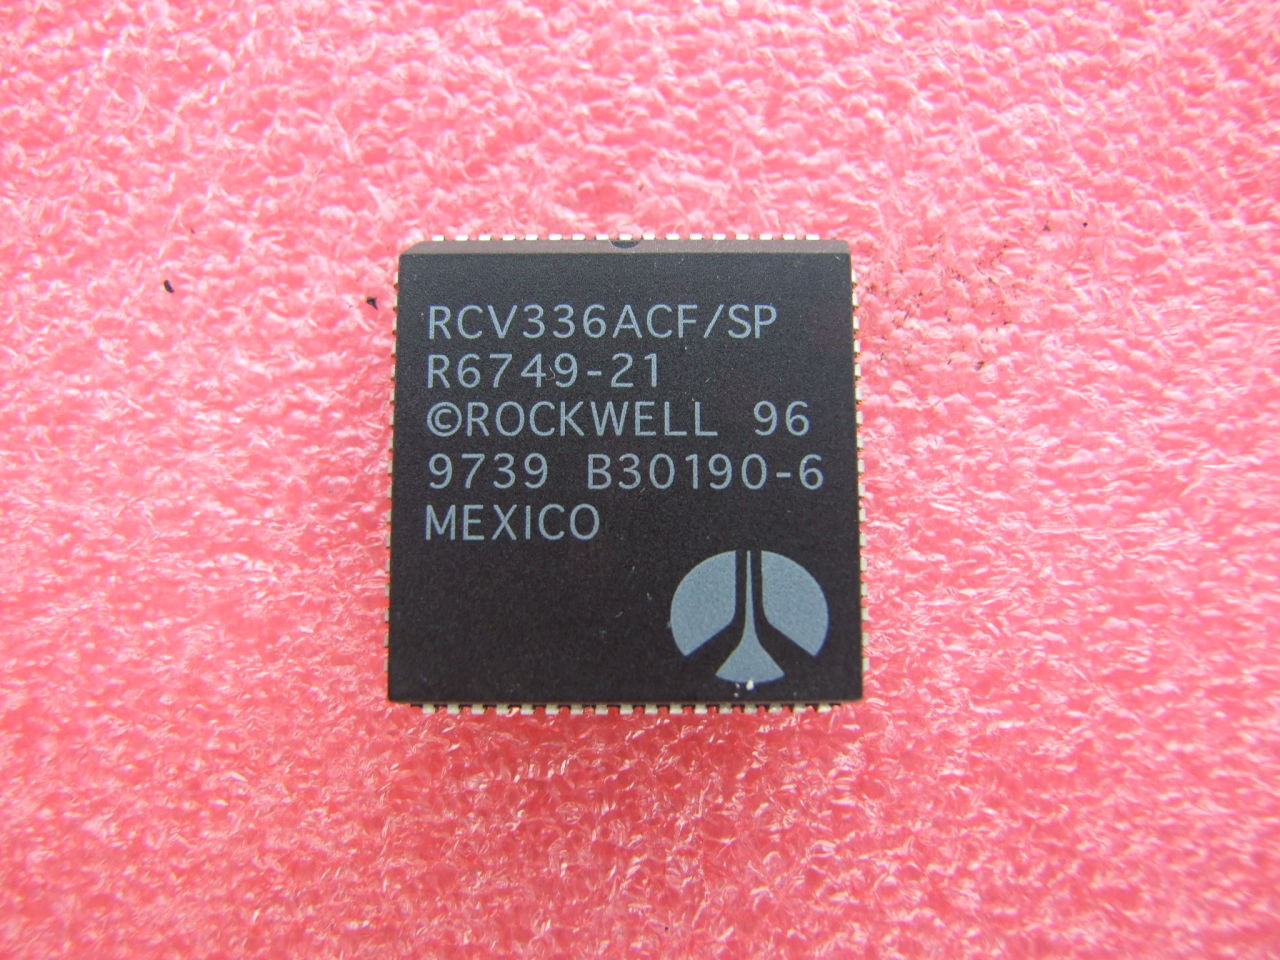 RCV336ACF/SP
R6749-21
©ROCKWELL 96
9739 B30190-6
MEXICO